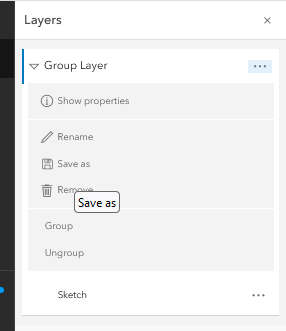 Layers
Group Layer
Show properties
Rename
Save as
Remove
Save as
Group
Ungroup
Sketch